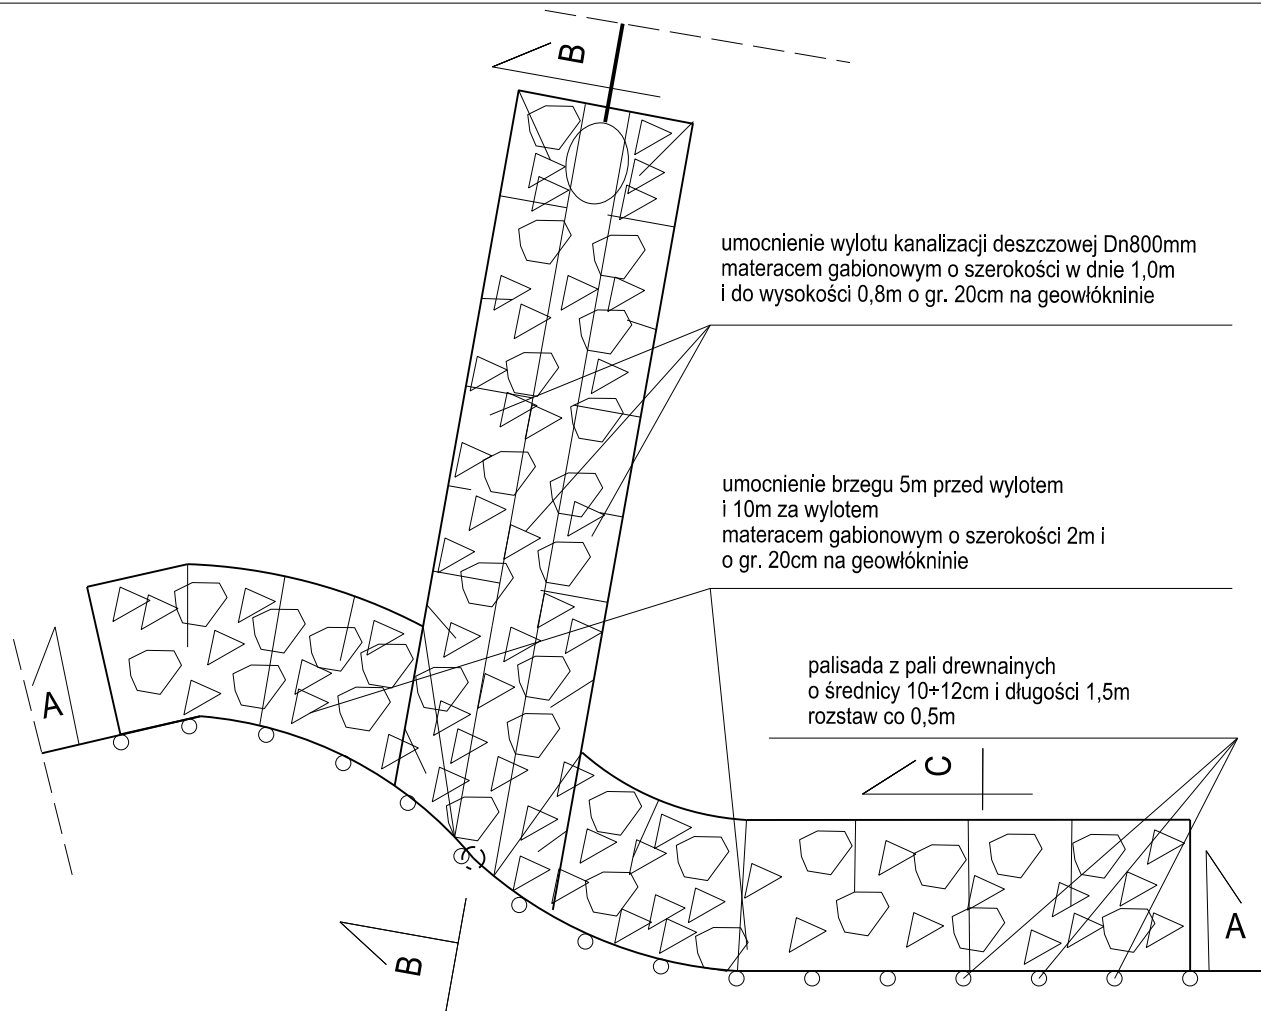 B
umocnienie wylotu kanalizacji deszczowej Dn800mm
materacem gabionowym o szerokości w dnie 1,0m
i do wysokości 0,8m o gr. 20cm na geowłókninie
umocnienie brzegu 5m przed wylotem
i 10m za wylotem
materacem gabionowym o szerokości 2m i
o gr. 20cm na geowłókninie
palisada z pali drewnainych
o średnicy 10÷12cm i długości 1,5m
rozstaw co 0,5m
A
C
A
B